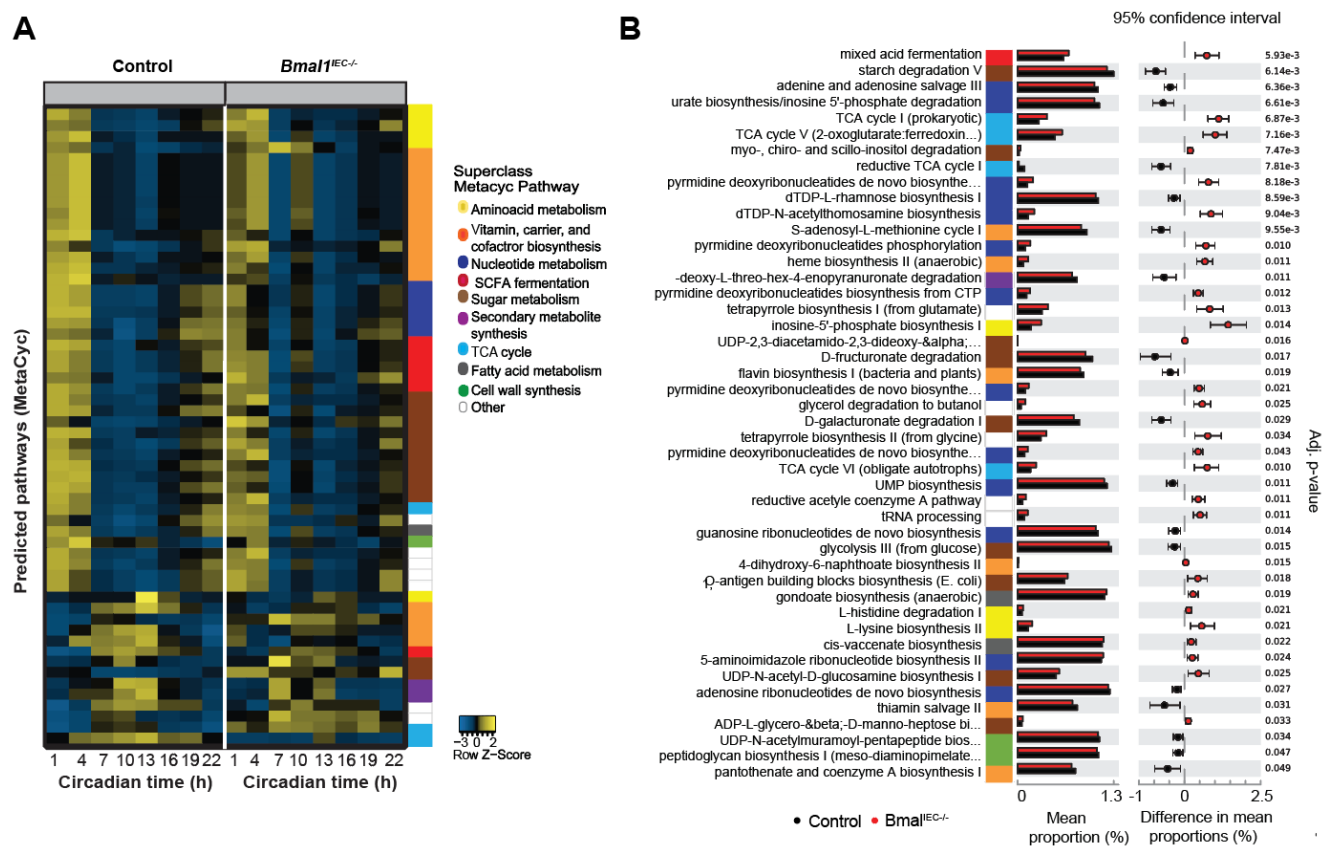 A
Control
Bmal1IEC-/-
Predicted pathways (MetaCyc)
1 4 7 10 13 16 19 22
1 4 7 10 13 16 19 22
Circadian time (h)
Circadian time (h)
Superclass
Metacyc Pathway
Aminoacid metabolism
Vitamin, carrier, and
cofactror biosynthesis
Nucleotide metabolism
SCFA fermentation
Sugar metabolism
Secondary metabolite
synthesis
TCA cycle
Fatty acid metabolism
Cell wall synthesis
Other
−3 0 2
Row Z−Score
B
95% confidence interval
mixed acid fermentation 5.93e-3
starch degradation V 6.14e-3
adenine and adenosine salvage III 6.36e-3
urate biosynthesis/inosine 5'-phosphate degradation 6.61e-3
TCA cycle I (prokaryotic) 6.87e-3
TCA cycle V (2-oxoglutarate:ferredoxin…) 7.16e-3
myo-, chiro- and scillo-inositol degradation 7.47e-3
reductive TCA cycle I 7.81e-3
pyrmidine deoxyribonucleatides de novo biosynthe… 8.18e-3
dTDP-L-rhamnose biosynthesis I 8.59e-3
dTDP-N-acetylthomosamine biosynthesis 9.04e-3
S-adenosyl-L-methionine cycle I 9.55e-3
pyrmidine deoxyribonucleatides phosphorylation 0.010
heme biosynthesis II (anaerobic) 0.011
-deoxy-L-threo-hex-4-enopyranuronate degradation 0.011
pyrmidine deoxyribonucleatides biosynthesis from CTP 0.012
tetrapyrrole biosynthesis I (from glutamate) 0.013
inosine-5'-phosphate biosynthesis I 0.014
UDP-2,3-diacetamido-2,3-dideoxy-&alpha;… 0.016
D-fructuronate degradation 0.017
flavin biosynthesis I (bacteria and plants) 0.019
pyrmidine deoxyribonucleatides de novo biosynthe… 0.021
glycerol degradation to butanol 0.025
D-galacturonate degradation I 0.029
tetrapyrrole biosynthesis II (from glycine) 0.034
pyrmidine deoxyribonucleatides de novo biosynthe… 0.043
TCA cycle VI (obligate autotrophs) 0.010
UMP biosynthesis 0.011
reductive acetyle coenzyme A pathway 0.011
tRNA processing 0.011
guanosine ribonucleotides de novo biosynthesis 0.014
glycolysis III (from glucose) 0.015
4-dihydroxy-6-naphthoate biosynthesis II 0.015
O-antigen building blocks biosynthesis (E. coli) 0.018
gondoate biosynthesis (anaerobic) 0.019
L-histidine degradation I 0.021
L-lysine biosynthesis II 0.021
cis-vaccenate biosynthesis 0.022
5-aminoimidazole ribonucleotide biosynthesis II 0.024
UDP-N-acetyl-D-glucosamine biosynthesis I 0.025
adenosine ribonucleotides de novo biosynthesis 0.027
thiamin salvage II 0.031
ADP-L-glycero-&beta;-D-manno-heptose bi... 0.033
UDP-N-acetylmuramoyl-pentapeptide bios... 0.034
peptidoglycan biosynthesis I (meso-diaminopimelate... 0.047
pantothenate and coenzyme A biosynthesis I 0.049
Adj. p-value
0 1.3
-1 0 2.5
Mean
proportion (%)
Difference in mean
proportions (%)
Control
BmalIEC-/-